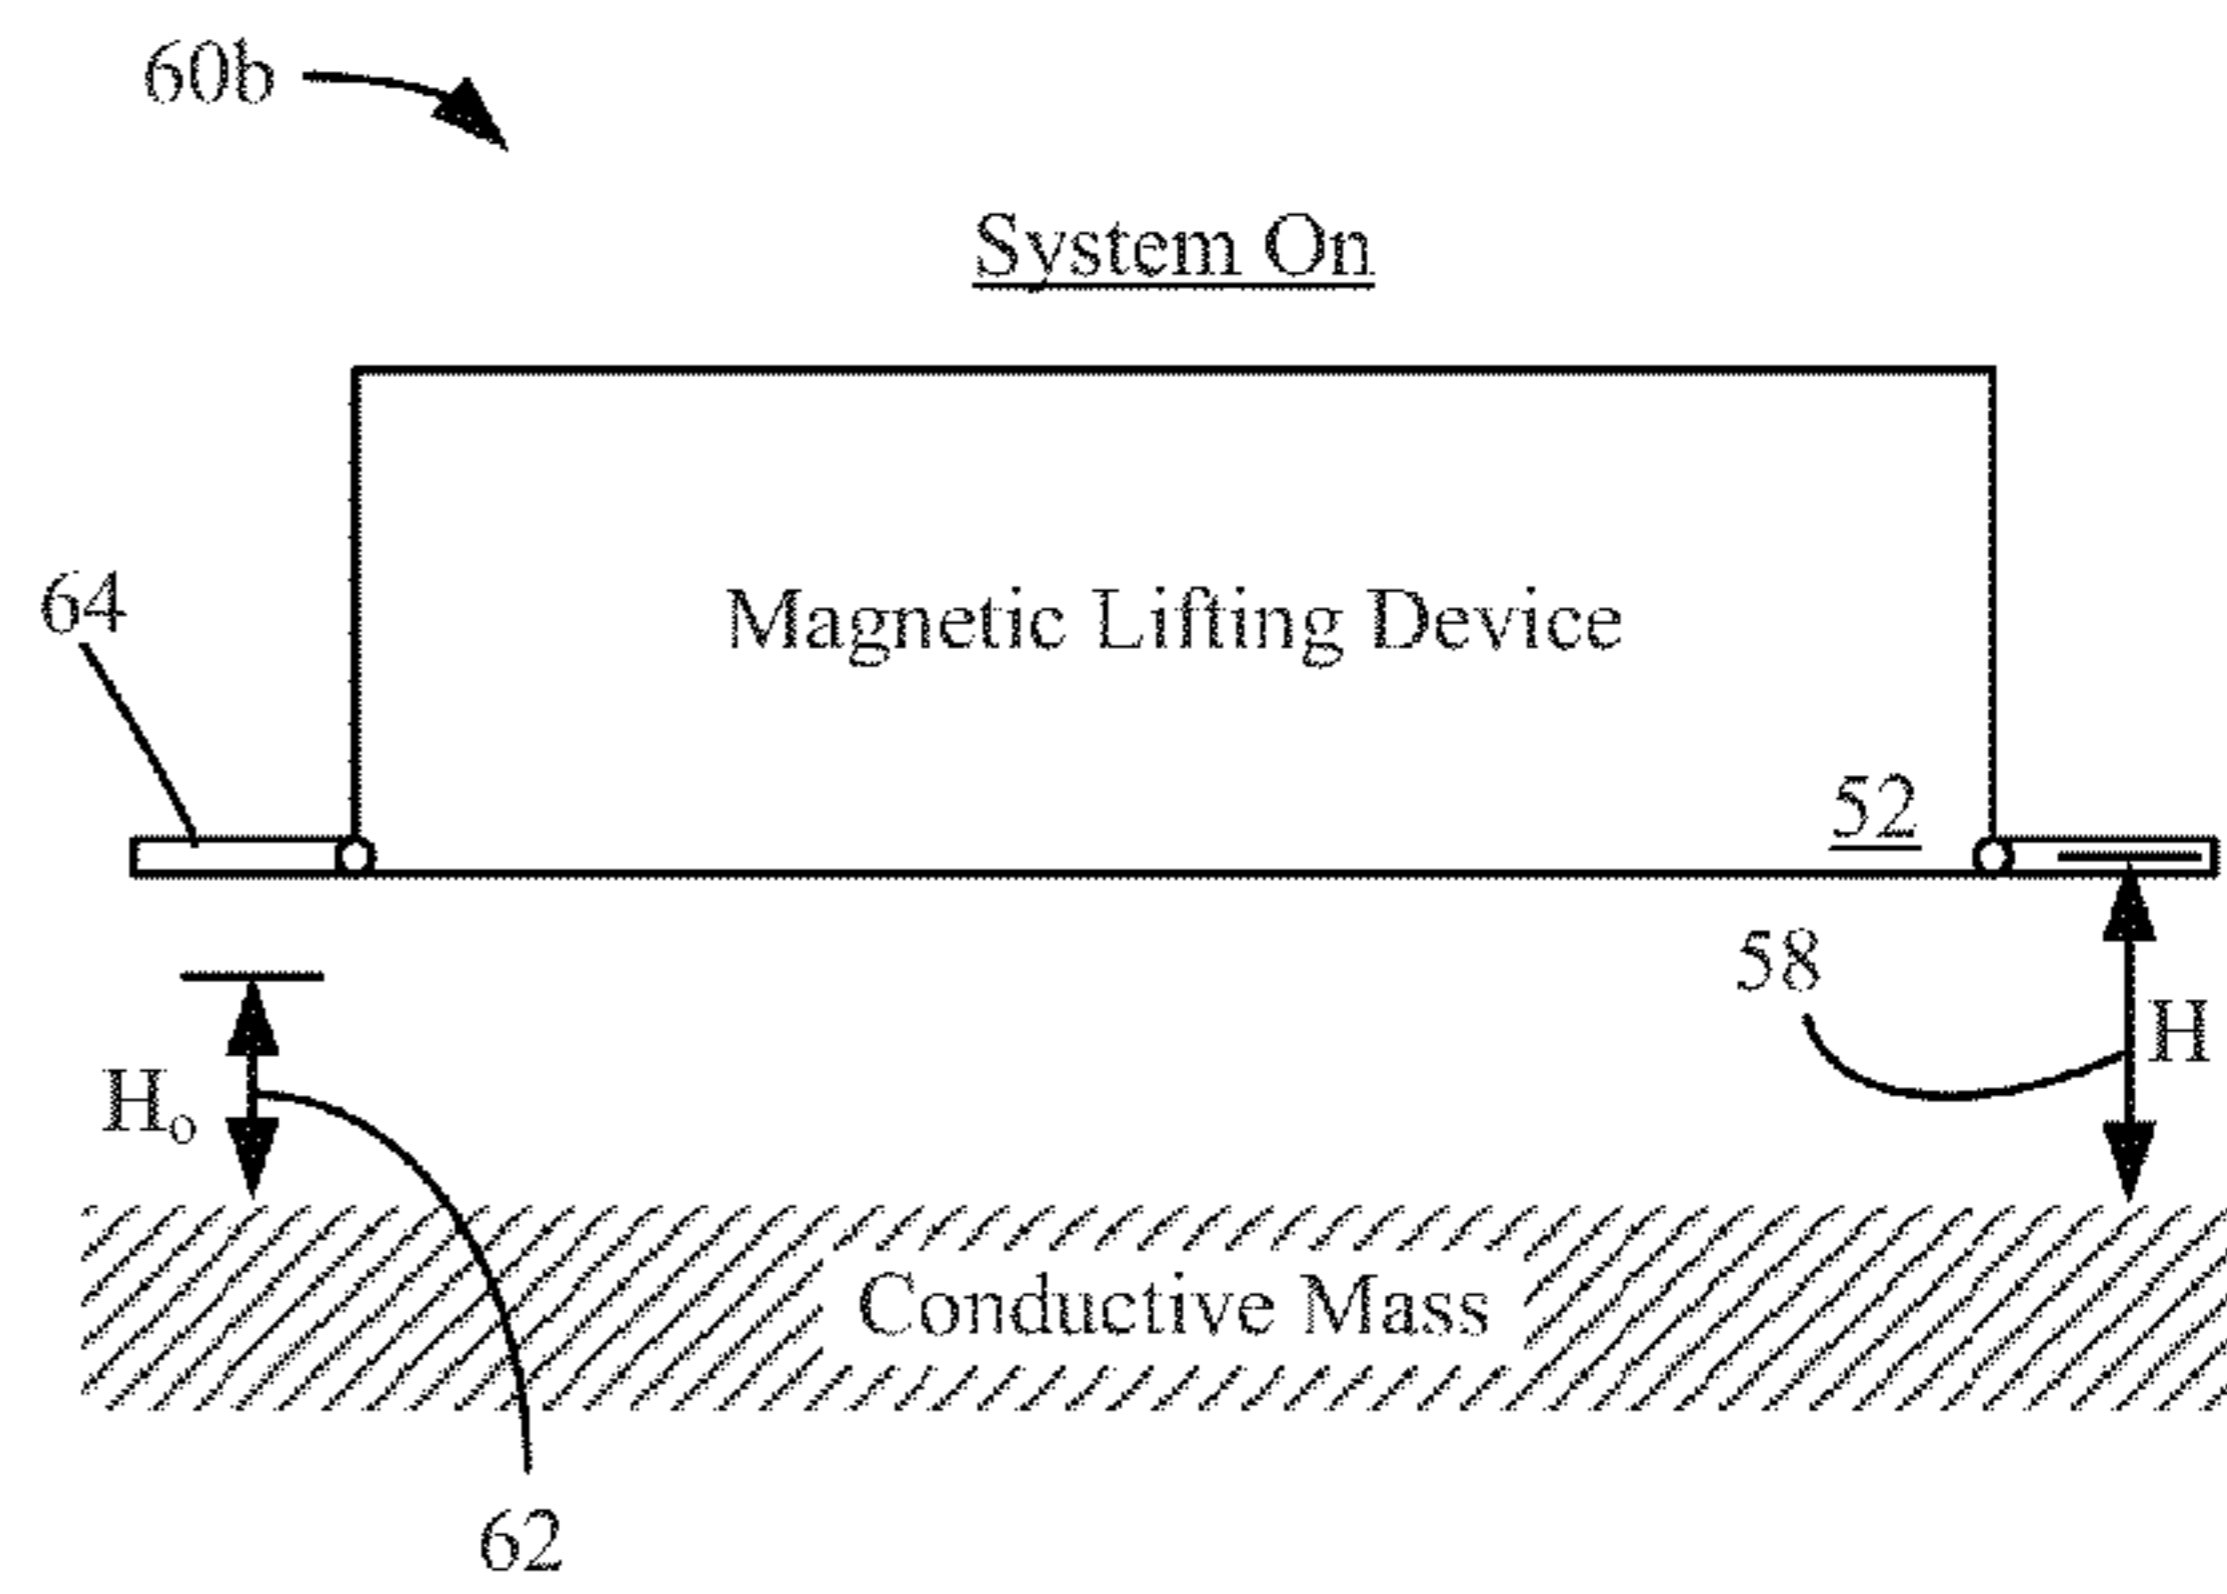 60b
System On
64
Magnetic Lifting Device
52
58
H
Ho
Conductive Mass
62